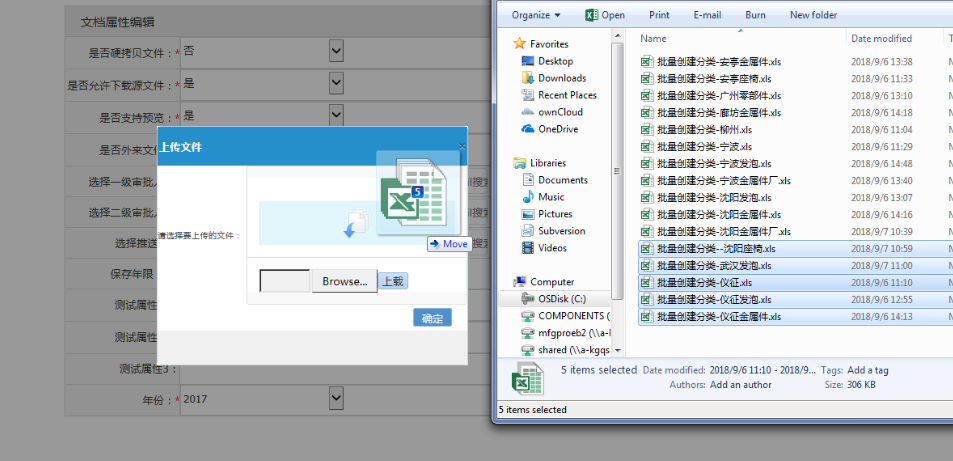 文档属性编辑
是否硬拷贝文件：* 否
是否允许下载源文件：* 是
是否支持预览：* 是
是否外来文
选择一级审批人
选择二级审批人
选择推送
保存年限
测试属性
测试属性
测试属性3：
年份：* 2017
上传文件
×
请选择要上传的文件：
5
Move
Browse...
上载
确定
Organize
Open
Print
E-mail
Burn
New folder
Favorites
Desktop
Downloads
Recent Places
ownCloud
OneDrive
Libraries
Documents
Music
Pictures
Subversion
Videos
Computer
OSDisk (C:)
COMPONENTS (
mfgproeb2 (\\a-l
shared (\\a-kgqs
Name Date modified T
批量创建分类-安亭金属件.xls 2018/9/6 13:38
批量创建分类-安亭座椅.xls 2018/9/6 11:33
批量创建分类-广州零部件.xls 2018/9/6 13:10
批量创建分类-廊坊金属件.xls 2018/9/6 14:18
批量创建分类-柳州.xls 2018/9/6 11:04
批量创建分类-宁波.xls 2018/9/6 11:29
批量创建分类-宁波发泡.xls 2018/9/6 14:48
批量创建分类-宁波金属件厂.xls 2018/9/6 13:40
批量创建分类-沈阳发泡.xls 2018/9/6 13:07
批量创建分类-沈阳金属件.xls 2018/9/6 14:16
批量创建分类-沈阳金属件厂.xls 2018/9/7 10:39
批量创建分类--沈阳座椅.xls 2018/9/7 10:59
批量创建分类-武汉发泡.xls 2018/9/7 11:00
批量创建分类-仪征.xls 2018/9/6 11:10
批量创建分类-仪征发泡.xls 2018/9/6 12:55
批量创建分类-仪征金属件.xls 2018/9/6 14:13
5 items selected Date modified: 2018/9/6 11:10 - 2018/9... Tags: Add a tag
Authors: Add an author Size: 306 KB
5 items selected